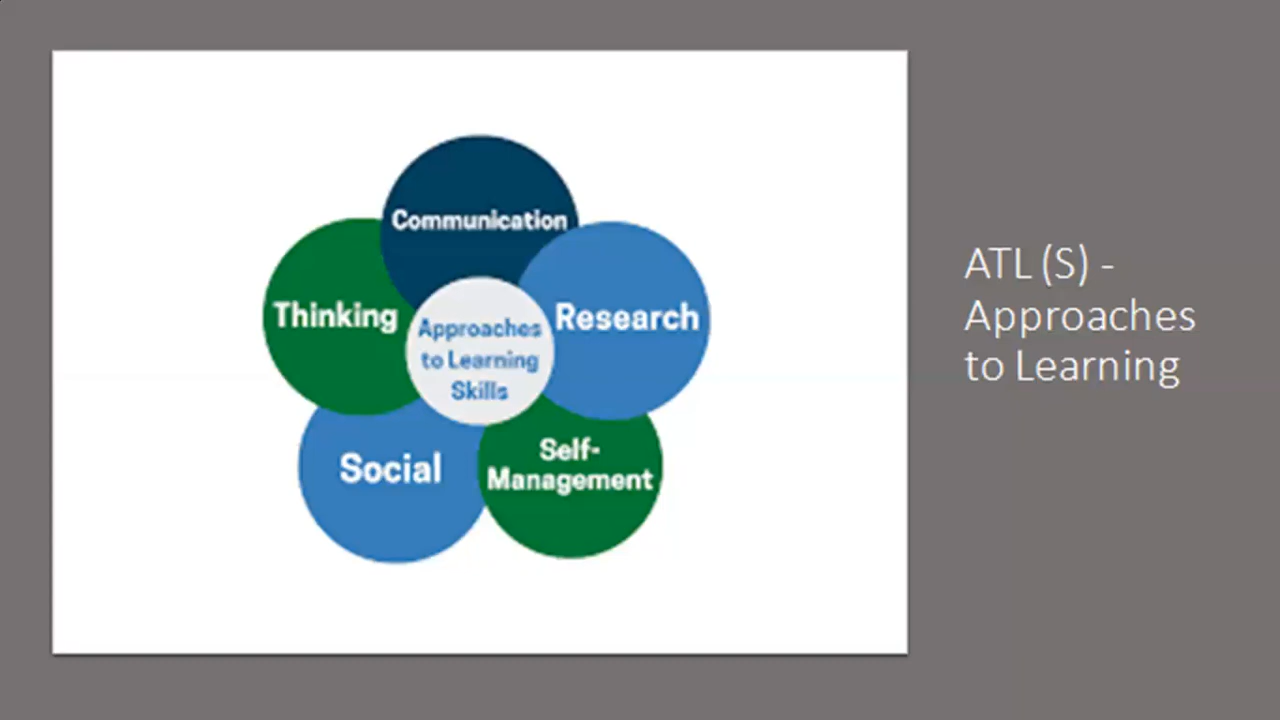 Communication
Thinking
Approaches
to Learning
Skills
Research
Social
Self-
Management
ATL (S) -
Approaches
to Learning